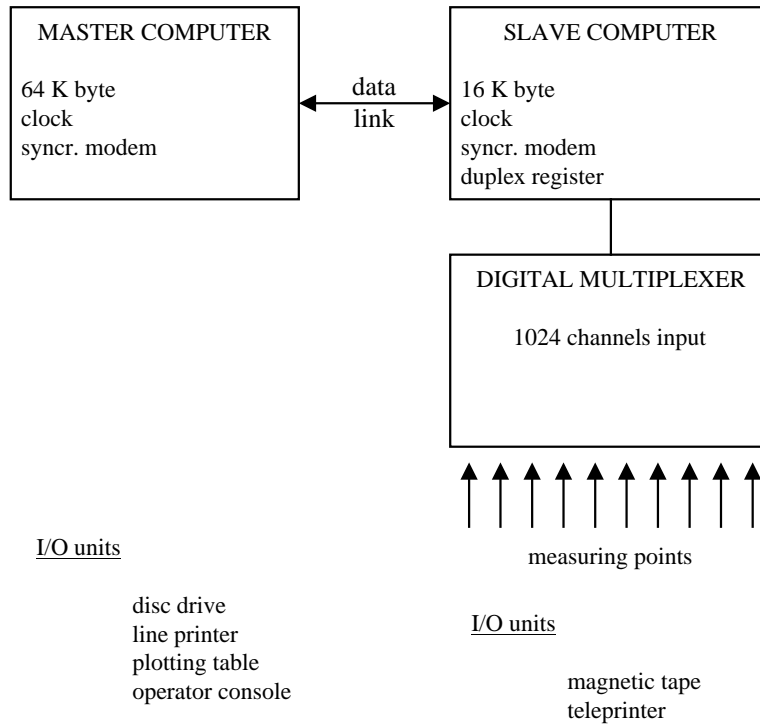 MASTER COMPUTER
64 K byte
clock
syncr. modem
data
link
SLAVE COMPUTER
16 K byte
clock
syncr. modem
duplex register
DIGITAL MULTIPLEXER
1024 channels input
measuring points
I/O units
disc drive
line printer
plotting table
operator console
I/O units
magnetic tape
teleprinter